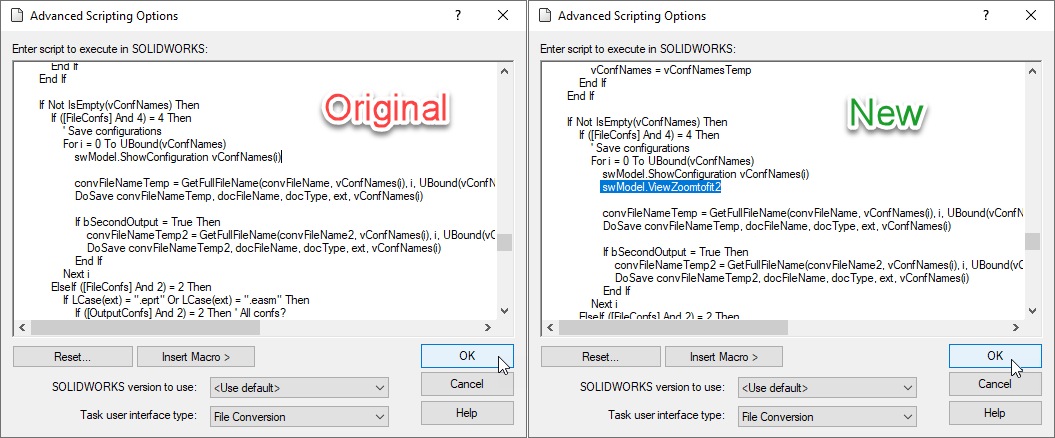 Advanced Scripting Options
Enter script to execute in SOLIDWORKS:
End If
End If
If Not IsEmpty(vConfNames) Then
If ([FileConfs] And 4) = 4 Then
' Save configurations
For i = 0 To UBound(vConfNames)
swModel.ShowConfiguration vConfNames(i)
convFileNameTemp = GetFullFileName(convFileName, vConfNames(i), i, UBound(vConf
DoSave convFileNameTemp, docFileName, docType, ext, vConfNames(i)
If bSecondOutput = True Then
convFileNameTemp2 = GetFullFileName(convFileName2, vConfNames(i), i, UBound(vC
DoSave convFileNameTemp2, docFileName, docType, ext, vConfNames(i)
End If
Next i
ElseIf ([FileConfs] And 2) = 2 Then
If LCase(ext) = ".eprt" Or LCase(ext) = ".easm" Then
If ([OutputConfs] And 2) = 2 Then ' All confs?
Original
Reset...
Insert Macro >
OK
SOLIDWORKS version to use:
<Use default>
Cancel
Task user interface type:
File Conversion
Help
Advanced Scripting Options
Enter script to execute in SOLIDWORKS:
vConfNames = vConfNamesTemp
End If
End If
If Not IsEmpty(vConfNames) Then
If ([FileConfs] And 4) = 4 Then
' Save configurations
For i = 0 To UBound(vConfNames)
swModel.ShowConfiguration vConfNames(i)
swModel.ViewZoomtofit2
convFileNameTemp = GetFullFileName(convFileName, vConfNames(i), i, UBound(vConf
DoSave convFileNameTemp, docFileName, docType, ext, vConfNames(i)
If bSecondOutput = True Then
convFileNameTemp2 = GetFullFileName(convFileName2, vConfNames(i), i, UBound(vC
DoSave convFileNameTemp2, docFileName, docType, ext, vConfNames(i)
End If
Next i
ElseIf ([FileConfs] And 2) = 2 Then
New
Reset...
Insert Macro >
OK
SOLIDWORKS version to use:
<Use default>
Cancel
Task user interface type:
File Conversion
Help